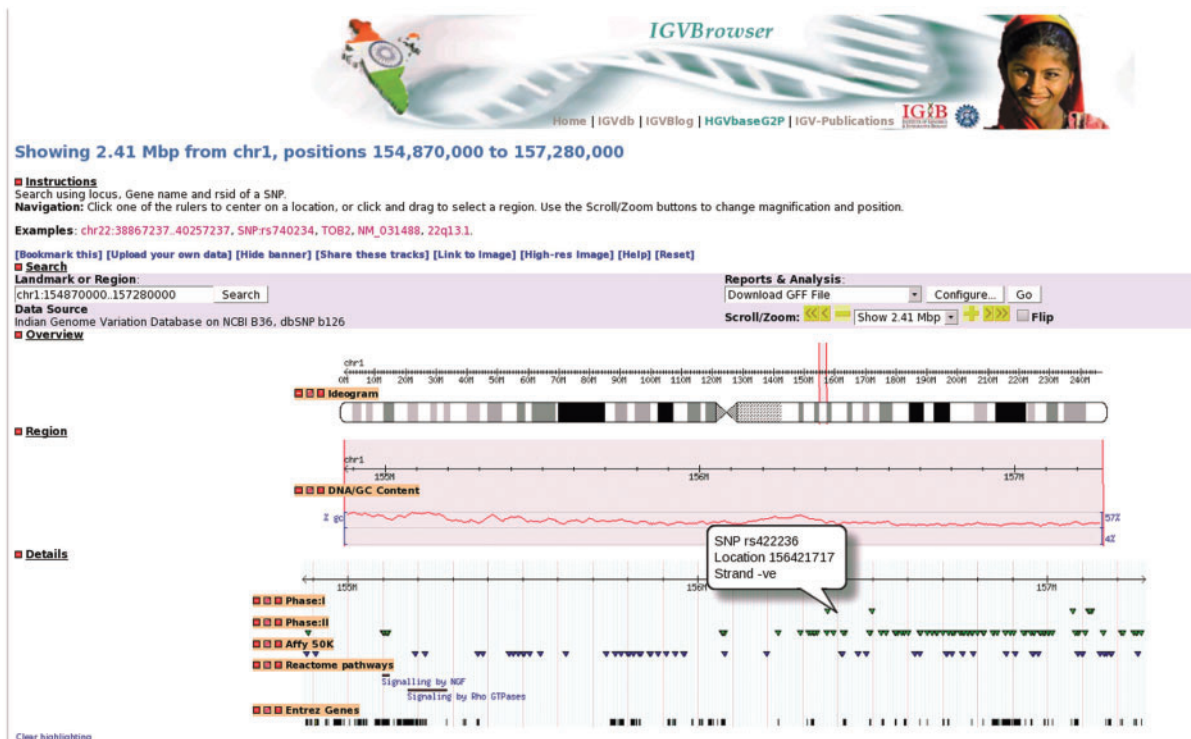 IGVBrowser
Home | IGVdb | IGVBlog | HGVbaseG2P | IGV-Publications
IGIB
Showing 2.41 Mbp from chr1, positions 154,870,000 to 157,280,000
Instructions
Search using locus, Gene name and rsid of a SNP.
Navigation: Click one of the rulers to center on a location, or click and drag to select a region. Use the Scroll/Zoom buttons to change magnification and position.
Examples: chr22:38867237..40257237, SNP:rs740234, TOB2, NM_031488, 22q13.1.
[Bookmark this] [Upload your own data] [Hide banner] [Share these tracks] [Link to Image] [High-res Image] [Help] [Reset]
Search
Landmark or Region:
chr1:154870000..157280000 Search
Reports & Analysis:
Download GFF File Configure... Go
Data Source
Indian Genome Variation Database on NCBI B36, dbSNP b126
Scroll/Zoom: Show 2.41 Mbp Flip
Overview
chr1
0M 10M 20M 30M 40M 50M 60M 70M 80M 90M 100M 110M 120M 130M 140M 150M 160M 170M 180M 190M 200M 210M 220M 230M 240M
Ideogram
Region
chr1
155M 156M 157M
DNA/GC Content
% gc 57%
4%
SNP rs422236
Location 156421717
Strand -ve
Details
155M 156M 157M
Phase:I
Phase:II
Affy 50K
Reactome pathways
Signalling by NGF
Signaling by Rho GTPases
Entrez Genes
Clear highlighting